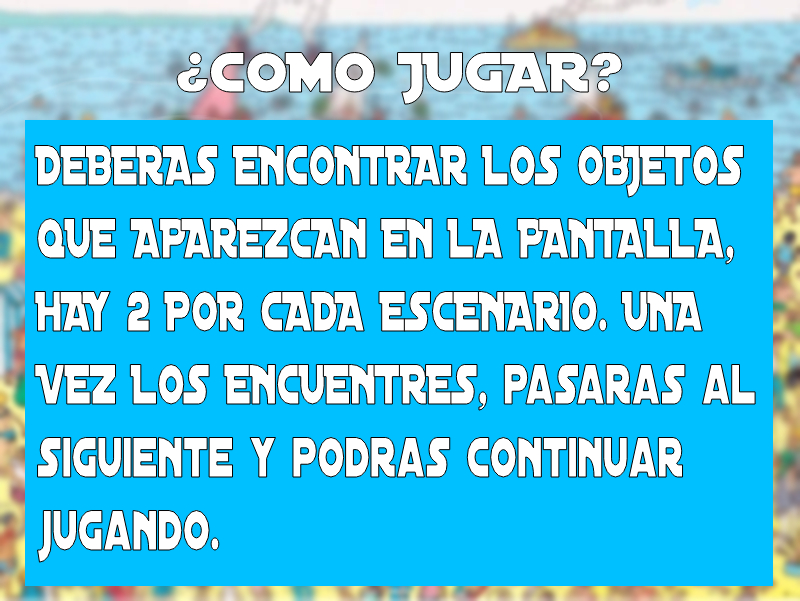 ¿COMO JUGAR?
DEBERAS ENCONTRAR LOS OBJETOS
QUE APAREZCAN EN LA PANTALLA,
HAY 2 POR CADA ESCENARIO. UNA
VEZ LOS ENCUENTRES, PASARAS AL
SIGUIENTE Y PODRAS CONTINUAR
JUGANDO.